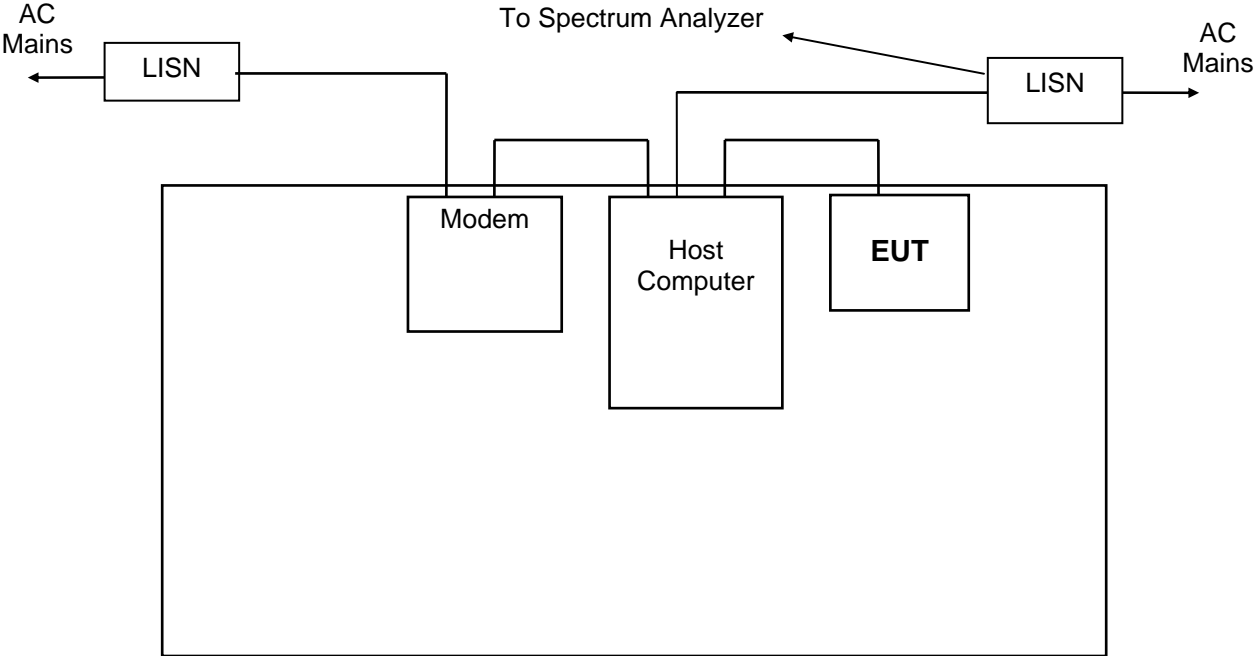 AC
Mains
LISN
To Spectrum Analyzer
LISN
AC
Mains
Modem
Host
Computer
EUT